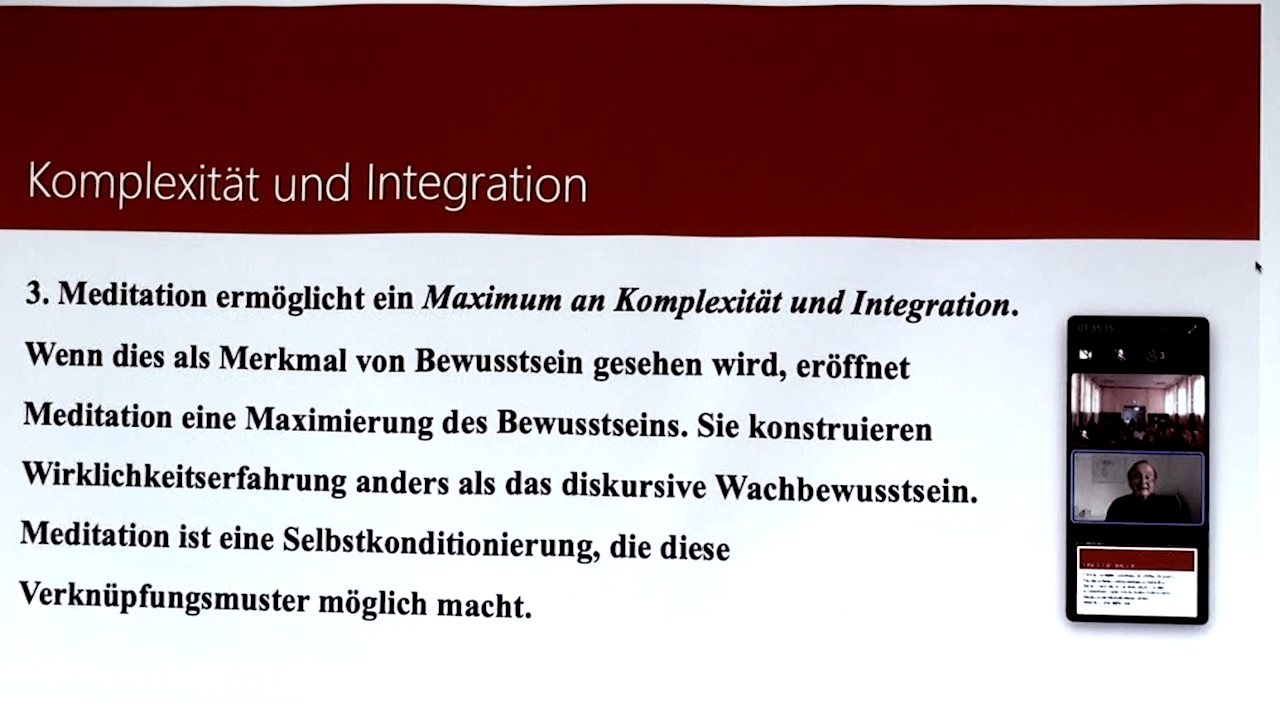 Komplexität und Integration
3. Meditation ermöglicht ein Maximum an Komplexität und Integration.
Wenn dies als Merkmal von Bewusstsein gesehen wird, eröffnet
Meditation eine Maximierung des Bewusstseins. Sie konstruieren
Wirklichkeitserfahrung anders als das diskursive Wachbewusstsein.
Meditation ist eine Selbstkonditionierung, die diese
Verknüpfungsmuster möglich macht.